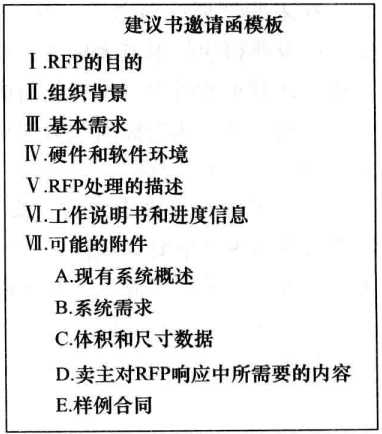 建议书邀请函模板
Ⅰ.RFP的目的
Ⅱ.组织背景
Ⅲ.基本需求
Ⅳ.硬件和软件环境
Ⅴ.RFP处理的描述
Ⅵ.工作说明书和进度信息
Ⅶ.可能的附件
A.现有系统概述
B.系统需求
C.体积和尺寸数据
D.卖主对RFP响应中所需要的内容
E.样例合同